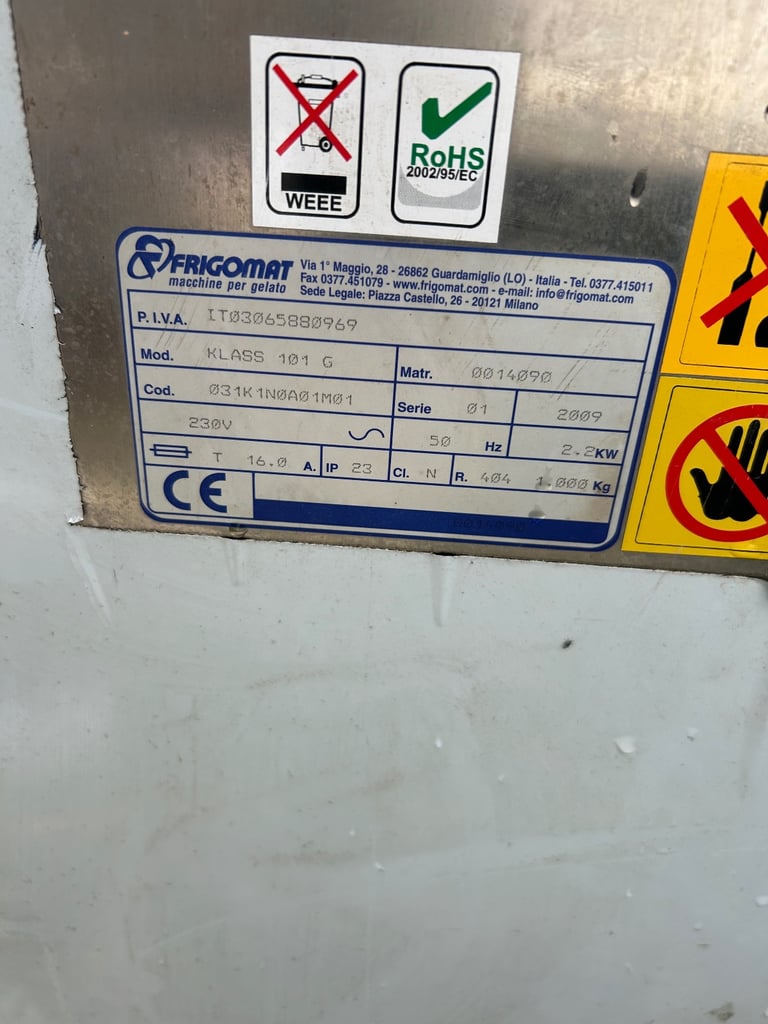 WEEE
RoHS
2002/95/EC
FRIGOMAT
macchine per gelato
Via 1° Maggio, 28 - 26862 Guardamiglio (LO) - Italia - Tel. 0377.415011
Fax 0377.451079 - www.frigomat.com - e-mail: info@frigomat.com
Sede Legale: Piazza Castello, 26 - 20121 Milano
P.I.V.A. IT03065880969
Mod. KLASS 101 G
Matr. 0014090
Cod. 031K1N0A01M01
Serie 01 2009
230V 50 Hz 2.2KW
T 16.0 A. IP 23 Cl. N R. 404 1.000 Kg
CE